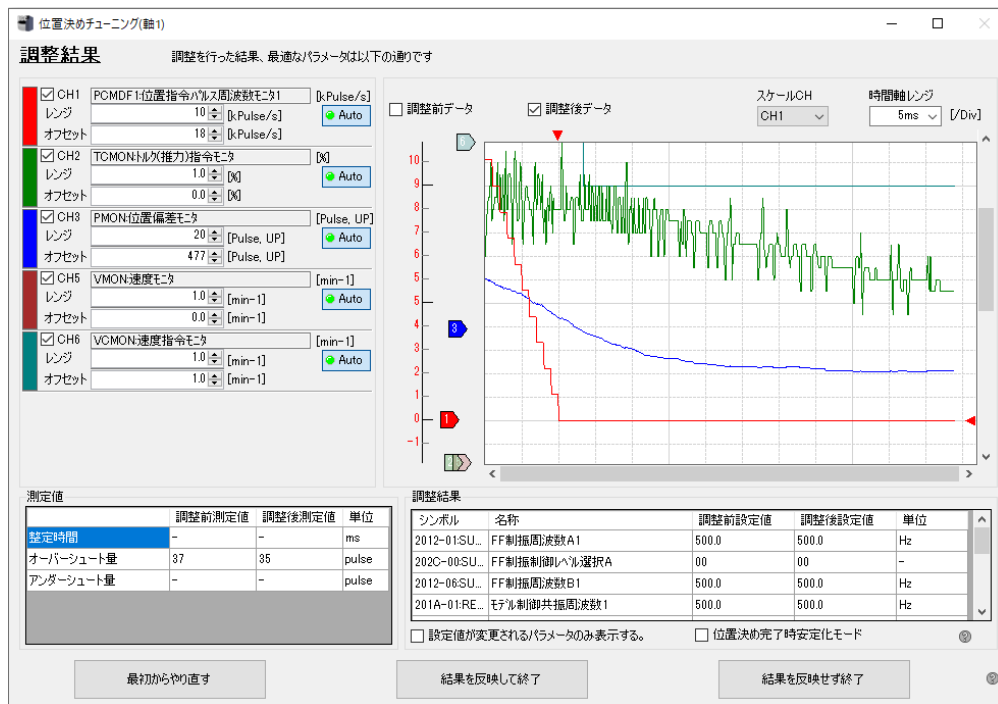 位置決めチューニング(軸1)
調整結果 調整を行った結果、最適なパラメータは以下の通りです
CH1 PCMDF1:位置指令パルス周波数モニタ1 [kPulse/s]
レンジ 10 [kPulse/s] Auto
オフセット 18 [kPulse/s]
CH2 TCMON:トルク(推力)指令モニタ [%]
レンジ 1.0 [%] Auto
オフセット 0.0 [%]
CH3 PMON:位置偏差モニタ [Pulse, UP]
レンジ 20 [Pulse, UP] Auto
オフセット 477 [Pulse, UP]
CH5 VMON:速度モニタ [min-1]
レンジ 1.0 [min-1] Auto
オフセット 0.0 [min-1]
CH6 VCMON:速度指令モニタ [min-1]
レンジ 1.0 [min-1] Auto
オフセット 1.0 [min-1]
調整前データ 調整後データ
スケールCH 時間軸レンジ
CH1 5ms [/Div]
10
9
8
7
6
5
4
3
3
2
1
0
1
-1
測定値
調整前測定値 調整後測定値 単位
整定時間 - - ms
オーバーシュート量 37 35 pulse
アンダーシュート量 - - pulse
調整結果
シンボル 名称 調整前設定値 調整後設定値 単位
2012-01:SU... FF制振周波数A1 500.0 500.0 Hz
202C-00:SU... FF制振制御レベル選択A 00 00 -
2012-06:SU... FF制振周波数B1 500.0 500.0 Hz
201A-01:RE... モデル制御共振周波数1 500.0 500.0 Hz
設定値が変更されるパラメータのみ表示する。 位置決め完了時安定化モード
最初からやり直す 結果を反映して終了 結果を反映せず終了